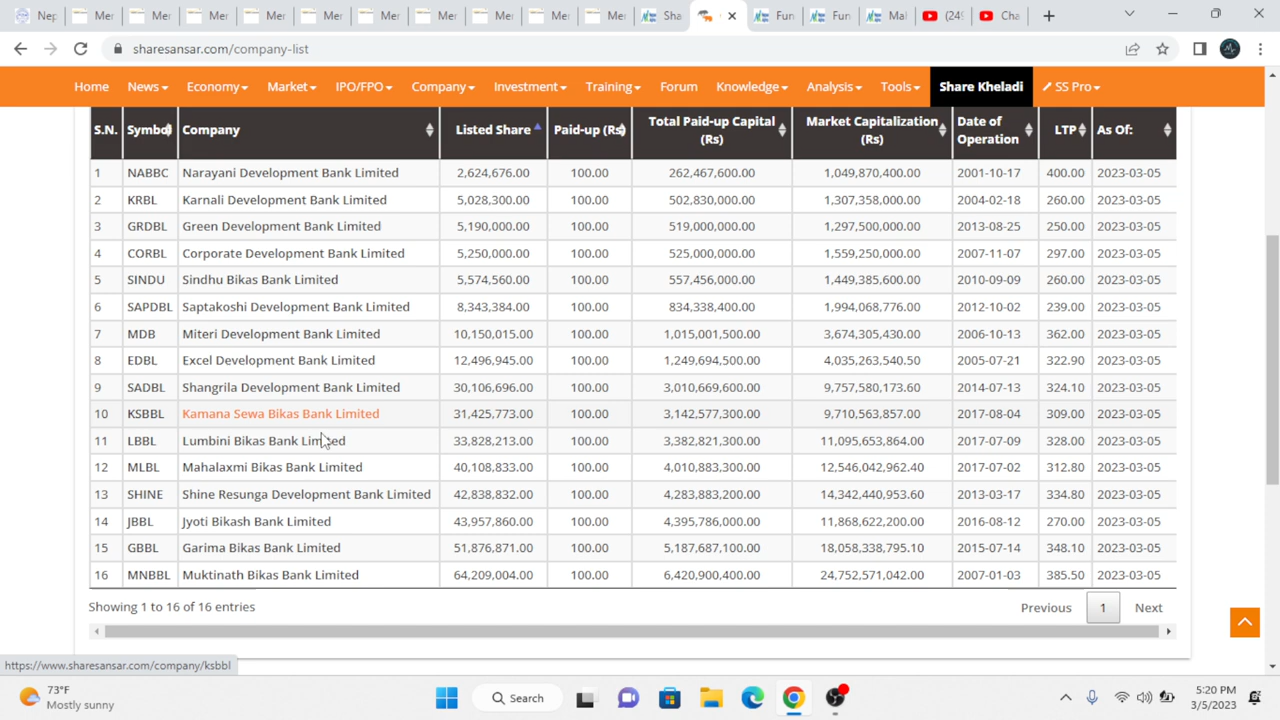 Nep Mer Mer Mer Mer Mer Mer Mer Mer Mer Mer Sha Fun Fun Mal (249 Cha
sharesansar.com/company-list
Home News Economy Market IPO/FPO Company Investment Training Forum Knowledge Analysis Tools Share Kheladi SS Pro
S.N. Symbol Company Listed Share Paid-up (Rs) Total Paid-up Capital (Rs) Market Capitalization (Rs) Date of Operation LTP As Of:
1 NABBC Narayani Development Bank Limited 2,624,676.00 100.00 262,467,600.00 1,049,870,400.00 2001-10-17 400.00 2023-03-05
2 KRBL Karnali Development Bank Limited 5,028,300.00 100.00 502,830,000.00 1,307,358,000.00 2004-02-18 260.00 2023-03-05
3 GRDBL Green Development Bank Limited 5,190,000.00 100.00 519,000,000.00 1,297,500,000.00 2013-08-25 250.00 2023-03-05
4 CORBL Corporate Development Bank Limited 5,250,000.00 100.00 525,000,000.00 1,559,250,000.00 2007-11-07 297.00 2023-03-05
5 SINDU Sindhu Bikas Bank Limited 5,574,560.00 100.00 557,456,000.00 1,449,385,600.00 2010-09-09 260.00 2023-03-05
6 SAPDBL Saptakoshi Development Bank Limited 8,343,384.00 100.00 834,338,400.00 1,994,068,776.00 2012-10-02 239.00 2023-03-05
7 MDB Miteri Development Bank Limited 10,150,015.00 100.00 1,015,001,500.00 3,674,305,430.00 2006-10-13 362.00 2023-03-05
8 EDBL Excel Development Bank Limited 12,496,945.00 100.00 1,249,694,500.00 4,035,263,540.50 2005-07-21 322.90 2023-03-05
9 SADBL Shangrila Development Bank Limited 30,106,696.00 100.00 3,010,669,600.00 9,757,580,173.60 2014-07-13 324.10 2023-03-05
10 KSBBL Kamana Sewa Bikas Bank Limited 31,425,773.00 100.00 3,142,577,300.00 9,710,563,857.00 2017-08-04 309.00 2023-03-05
11 LBBL Lumbini Bikas Bank Limited 33,828,213.00 100.00 3,382,821,300.00 11,095,653,864.00 2017-07-09 328.00 2023-03-05
12 MLBL Mahalaxmi Bikas Bank Limited 40,108,833.00 100.00 4,010,883,300.00 12,546,042,962.40 2017-07-02 312.80 2023-03-05
13 SHINE Shine Resunga Development Bank Limited 42,838,832.00 100.00 4,283,883,200.00 14,342,440,953.60 2013-03-17 334.80 2023-03-05
14 JBBL Jyoti Bikash Bank Limited 43,957,860.00 100.00 4,395,786,000.00 11,868,622,200.00 2016-08-12 270.00 2023-03-05
15 GBBL Garima Bikas Bank Limited 51,876,871.00 100.00 5,187,687,100.00 18,058,338,795.10 2015-07-14 348.10 2023-03-05
16 MNBBL Muktinath Bikas Bank Limited 64,209,004.00 100.00 6,420,900,400.00 24,752,571,042.00 2007-01-03 385.50 2023-03-05
Showing 1 to 16 of 16 entries Previous 1 Next
https://www.sharesansar.com/company/ksbbl
73°F
Mostly sunny
Search
5:20 PM
3/5/2023